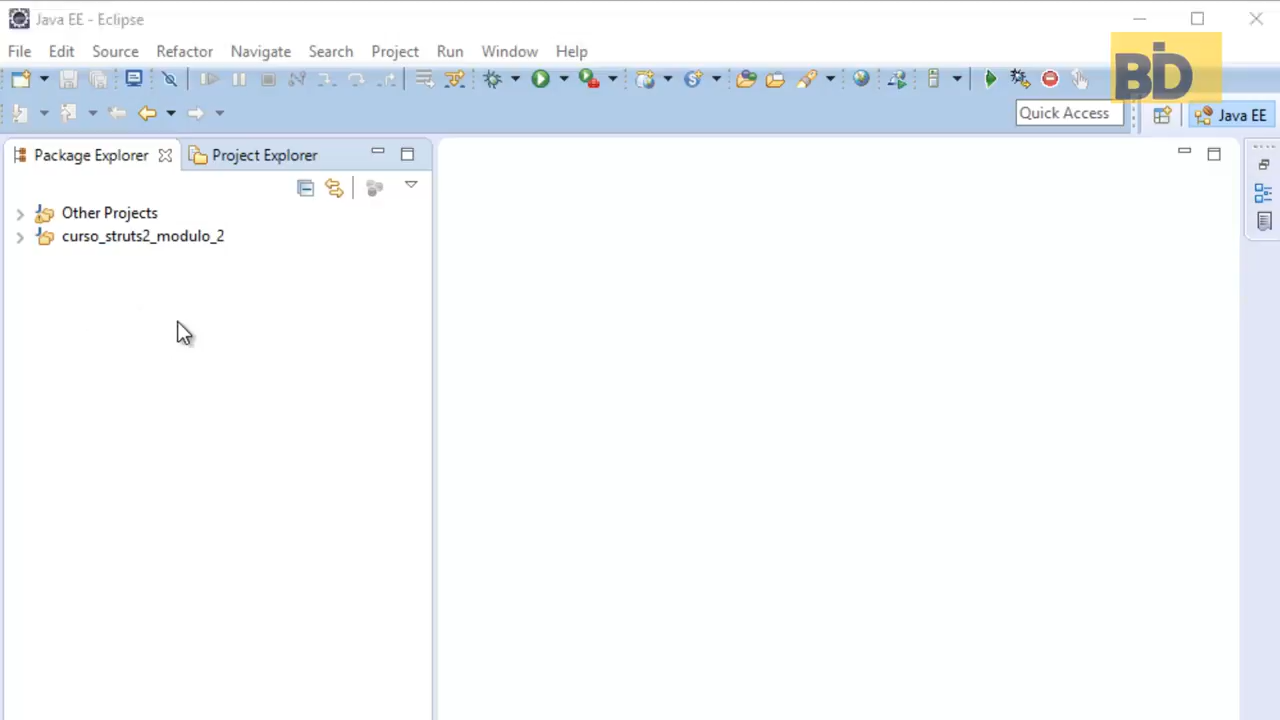 Java EE - Eclipse
File Edit Source Refactor Navigate Search Project Run Window Help
BD
Quick Access
Java EE
Package Explorer
Project Explorer
Other Projects
curso_struts2_modulo_2